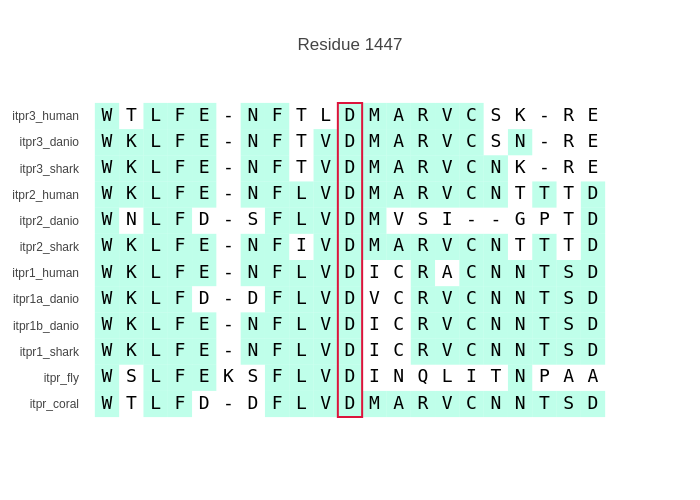 Residue 1447
itpr3_human W T L F E - N F T L D M A R V C S K - R E
itpr3_danio W K L F E - N F T V D M A R V C S N - R E
itpr3_shark W K L F E - N F T V D M A R V C N K - R E
itpr2_human W K L F E - N F L V D M A R V C N T T T D
itpr2_danio W N L F D - S F L V D M V S I - - G P T D
itpr2_shark W K L F E - N F I V D M A R V C N T T T D
itpr1_human W K L F E - N F L V D I C R A C N N T S D
itpr1a_danio W K L F D - D F L V D V C R V C N N T S D
itpr1b_danio W K L F E - N F L V D I C R V C N N T S D
itpr1_shark W K L F E - N F L V D I C R V C N N T S D
itpr_fly W S L F E K S F L V D I N Q L I T N P A A
itpr_coral W T L F D - D F L V D M A R V C N N T S D